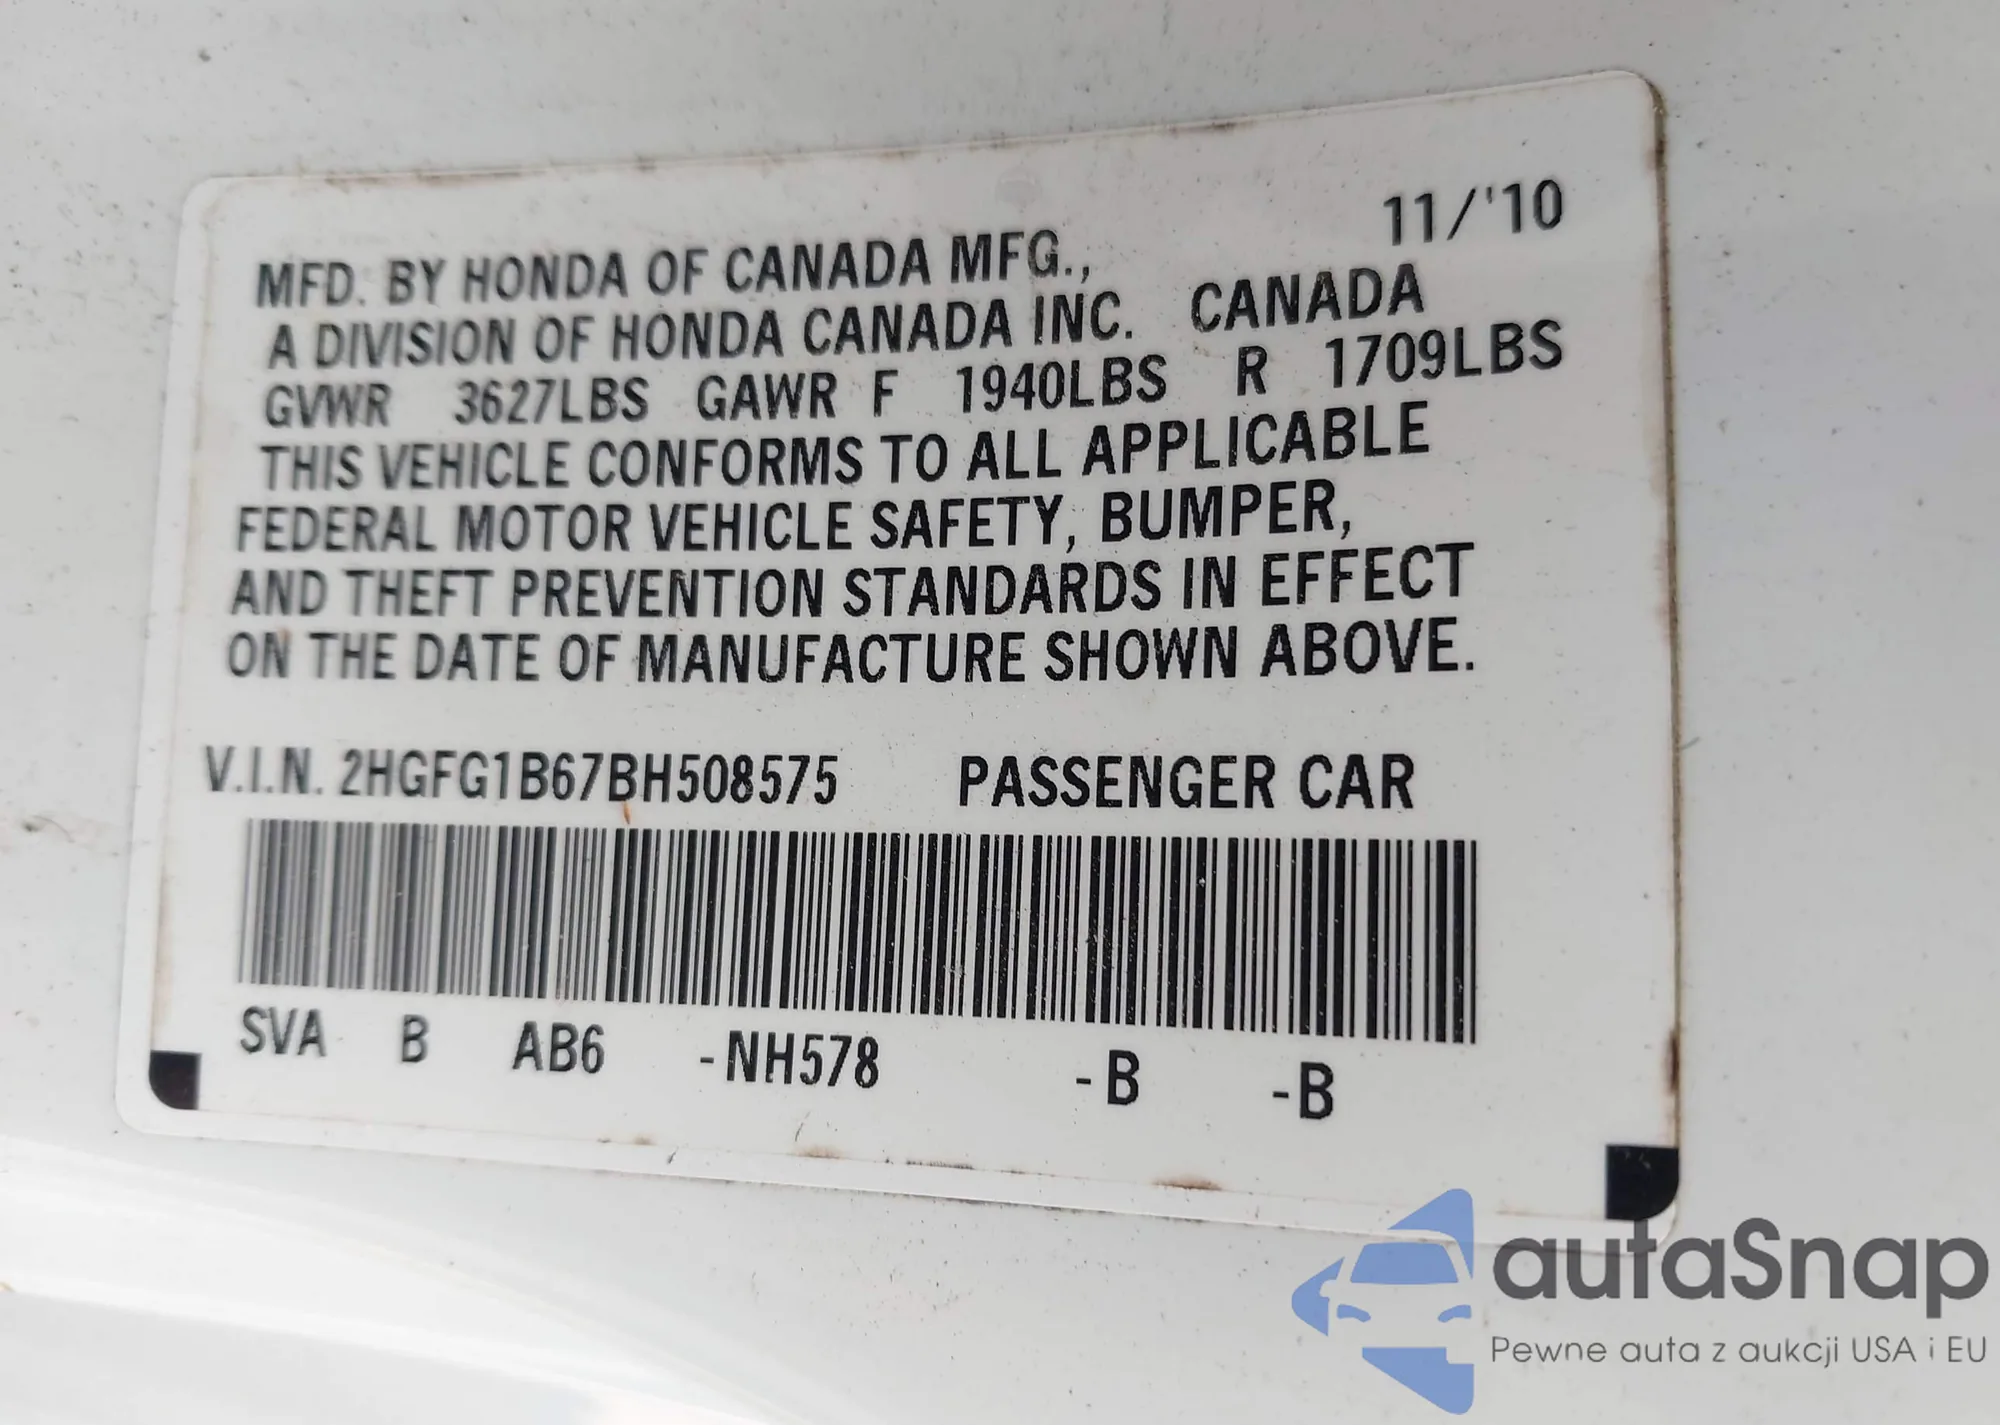 11/'10
MFD. BY HONDA OF CANADA MFG.,
A DIVISION OF HONDA CANADA INC. CANADA
GVWR 3627LBS GAWR F 1940LBS R 1709LBS
THIS VEHICLE CONFORMS TO ALL APPLICABLE
FEDERAL MOTOR VEHICLE SAFETY, BUMPER,
AND THEFT PREVENTION STANDARDS IN EFFECT
ON THE DATE OF MANUFACTURE SHOWN ABOVE.
V.I.N. 2HGFG1B67BH508575 PASSENGER CAR
SVA B AB6 -NH578 -B -B
autaSnap
Pewne auta z aukcji USA i EU